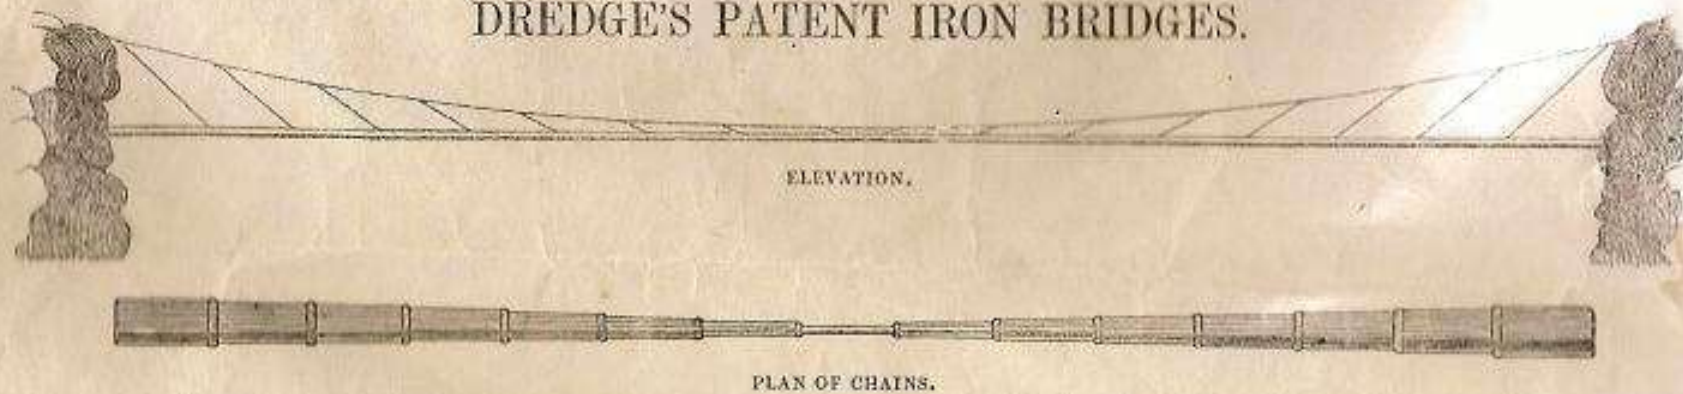 DREDGE'S PATENT IRON BRIDGES.
ELEVATION.
PLAN OF CHAINS.